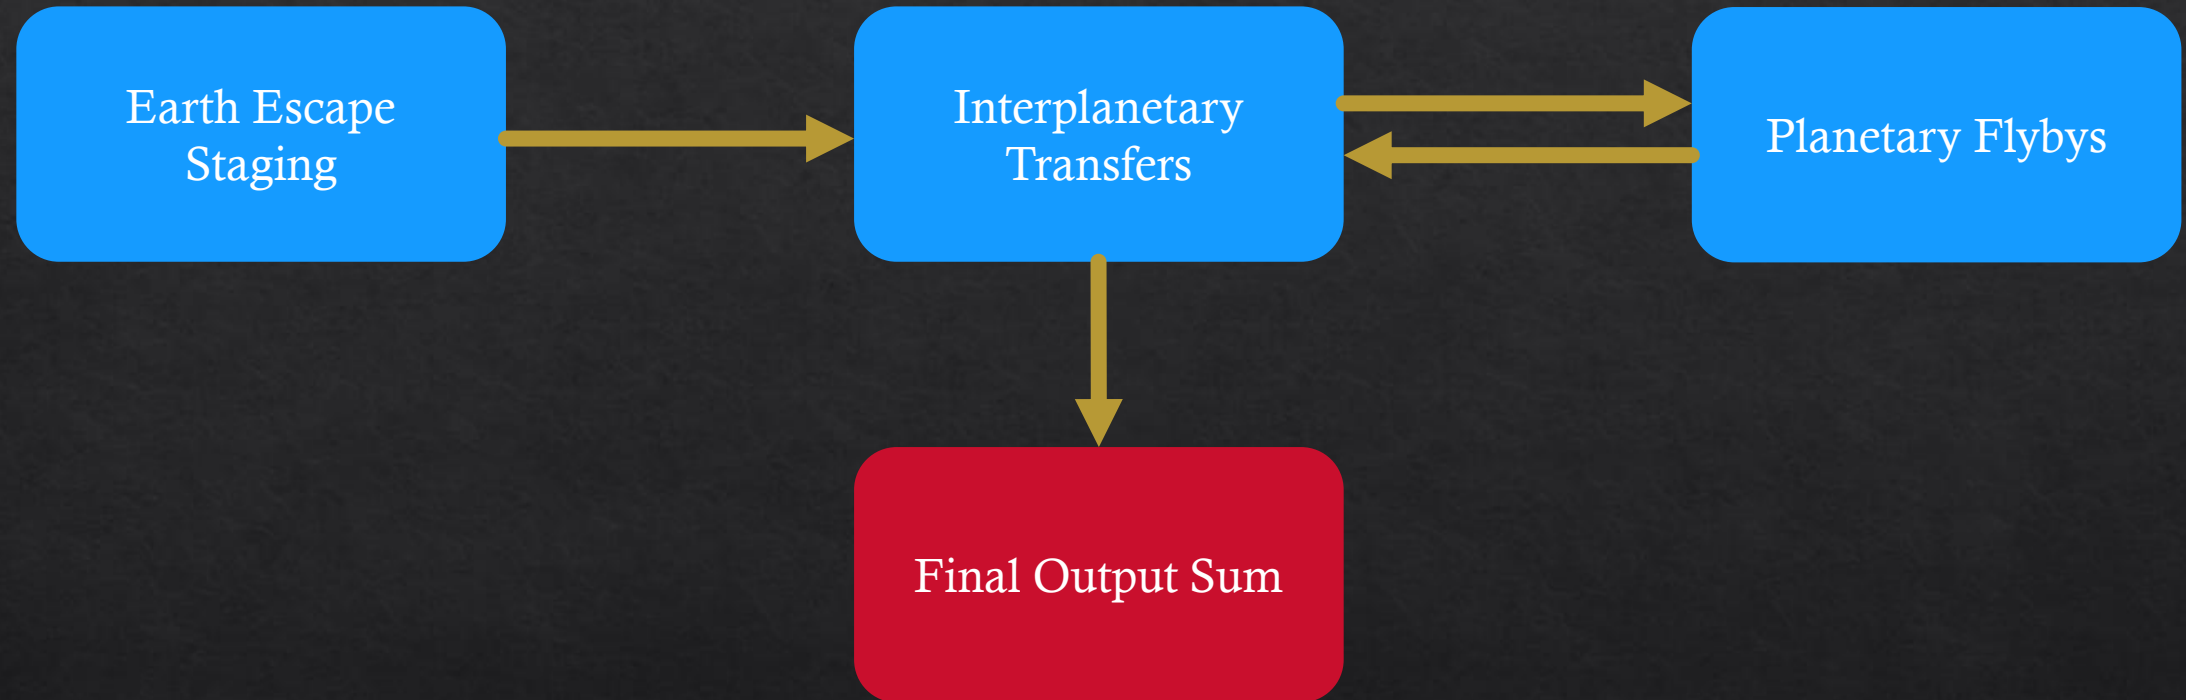 Earth Escape
Staging
Interplanetary
Transfers
Planetary Flybys
Final Output Sum